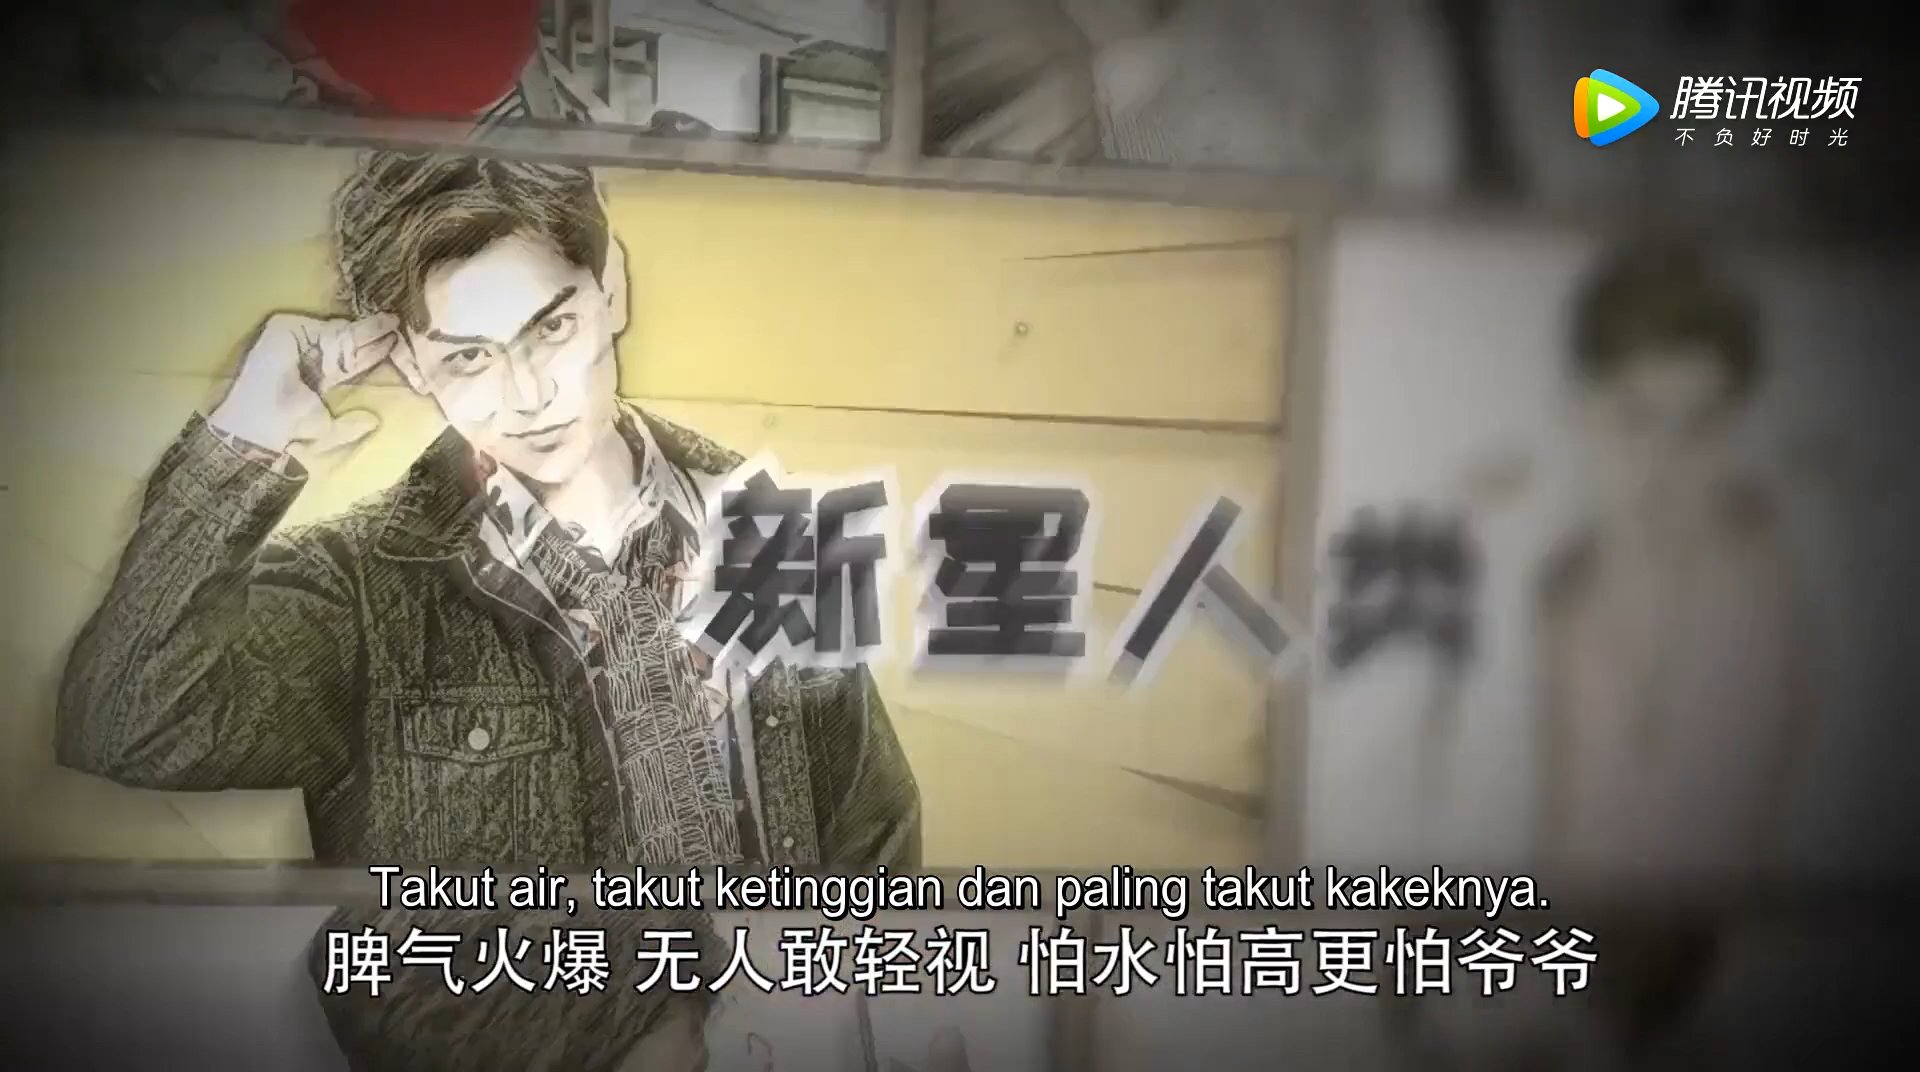 腾讯视频
不负好时光
新星人类
Takut air, takut ketinggian dan paling takut kakeknya.
脾气火爆 无人敢轻视 怕水怕高更怕爷爷